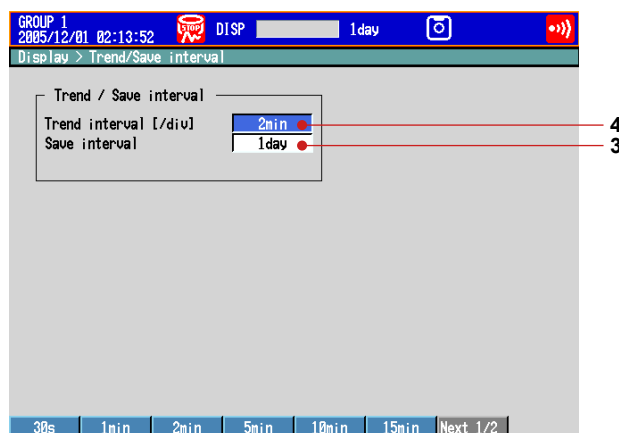 GROUP 1
2005/12/01 02:13:52
STOP
DISP
1day
Display > Trend/Save interval
Trend / Save interval
Trend interval [/div] 2min 4
Save interval 1day 3
30s 1min 2min 5min 10min 15min Next 1/2